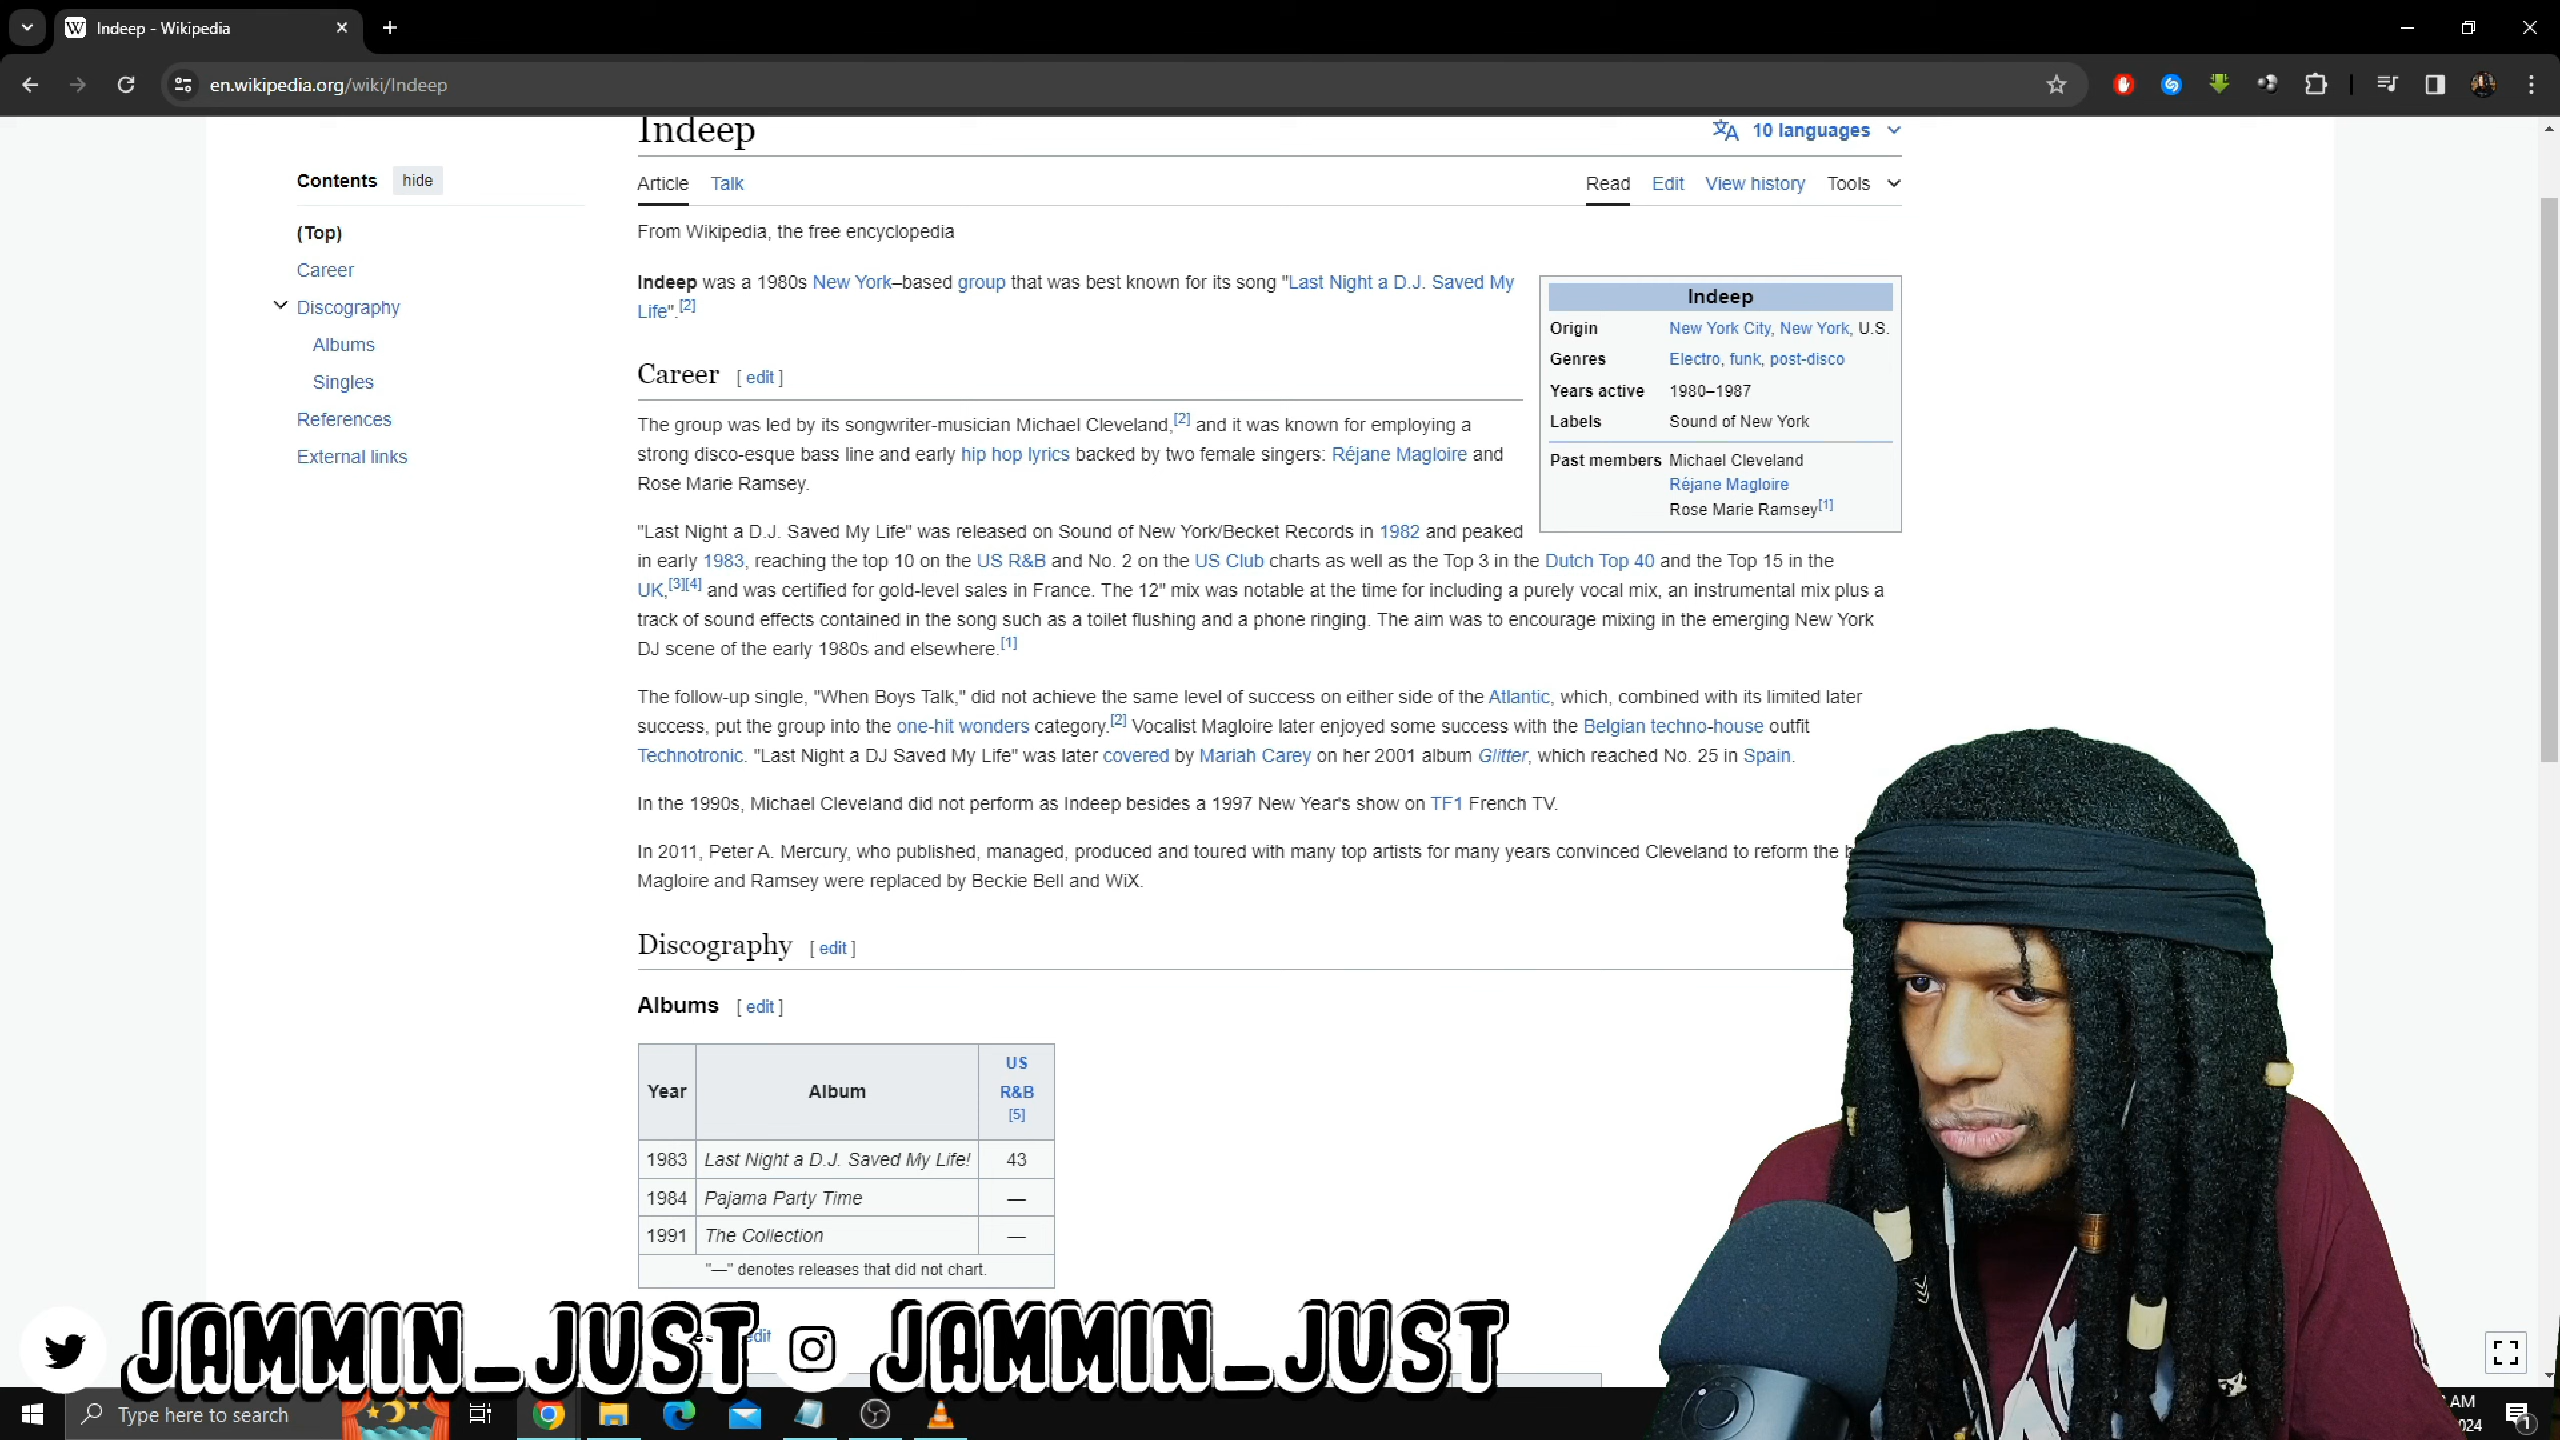 Indeep - Wikipedia
en.wikipedia.org/wiki/Indeep
Indeep
10 languages
Contents hide
Article Talk
Read Edit View history Tools
(Top)
Career
Discography
Albums
Singles
References
External links
From Wikipedia, the free encyclopedia
Indeep was a 1980s New York–based group that was best known for its song "Last Night a D.J. Saved My
Life".[2]
Career [ edit ]
The group was led by its songwriter-musician Michael Cleveland,[2] and it was known for employing a
strong disco-esque bass line and early hip hop lyrics backed by two female singers: Réjane Magloire and
Rose Marie Ramsey.
"Last Night a D.J. Saved My Life" was released on Sound of New York/Becket Records in 1982 and peaked
in early 1983, reaching the top 10 on the US R&B and No. 2 on the US Club charts as well as the Top 3 in the Dutch Top 40 and the Top 15 in the
UK,[3][4] and was certified for gold-level sales in France. The 12" mix was notable at the time for including a purely vocal mix, an instrumental mix plus a
track of sound effects contained in the song such as a toilet flushing and a phone ringing. The aim was to encourage mixing in the emerging New York
DJ scene of the early 1980s and elsewhere.[1]
The follow-up single, "When Boys Talk," did not achieve the same level of success on either side of the Atlantic, which, combined with its limited later
success, put the group into the one-hit wonders category.[2] Vocalist Magloire later enjoyed some success with the Belgian techno-house outfit
Technotronic. "Last Night a DJ Saved My Life" was later covered by Mariah Carey on her 2001 album Glitter, which reached No. 25 in Spain.
In the 1990s, Michael Cleveland did not perform as Indeep besides a 1997 New Year's show on TF1 French TV.
In 2011, Peter A. Mercury, who published, managed, produced and toured with many top artists for many years convinced Cleveland to reform the
Magloire and Ramsey were replaced by Beckie Bell and WiX.
Indeep
Origin New York City, New York, U.S.
Genres Electro, funk, post-disco
Years active 1980–1987
Labels Sound of New York
Past members Michael Cleveland
Réjane Magloire
Rose Marie Ramsey[1]
Discography [ edit ]
Albums [ edit ]
Year Album US
R&B
[5]
1983 Last Night a D.J. Saved My Life! 43
1984 Pajama Party Time —
1991 The Collection —
"—" denotes releases that did not chart.
JAMMIN_JUST JAMMIN_JUST
Type here to search
AM
1